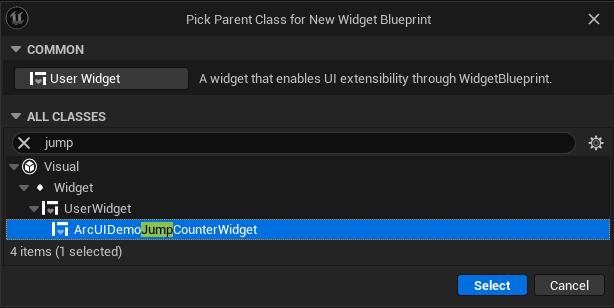 Pick Parent Class for New Widget Blueprint
COMMON
User Widget A widget that enables UI extensibility through WidgetBlueprint.
ALL CLASSES
jump
Visual
Widget
UserWidget
ArcUIDemoJumpCounterWidget
4 items (1 selected)
Select Cancel